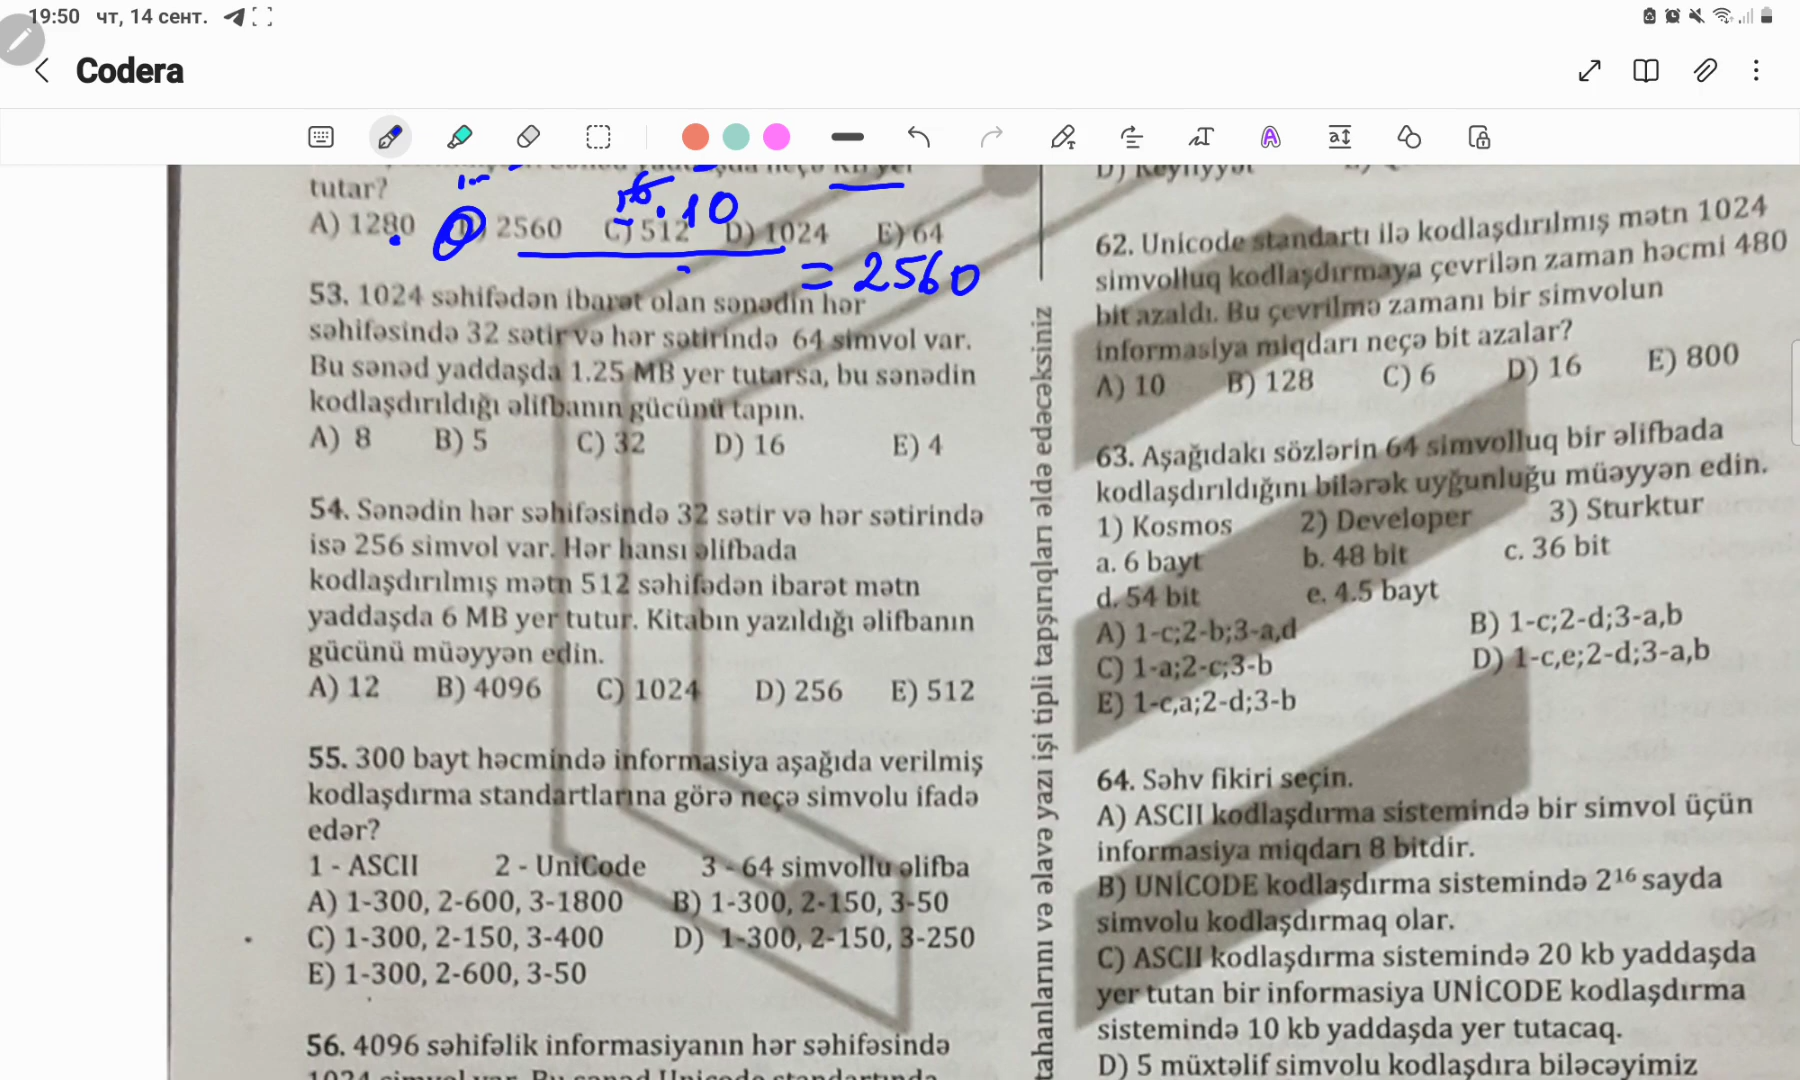 19:50 чт, 14 сент.
Codera
neçə Kb yer
tutar?
A) 1280 B) 2560 C) 512 D) 1024 E) 64
16 · 10
= 2560
53. 1024 səhifədən ibarət olan sənədin hər
səhifəsində 32 sətir və hər sətirində 64 simvol var.
Bu sənəd yaddaşda 1.25 MB yer tutarsa, bu sənədin
kodlaşdırıldığı əlifbanın gücünü tapın.
A) 8 B) 5 C) 32 D) 16 E) 4
54. Sənədin hər səhifəsində 32 sətir və hər sətirində
isə 256 simvol var. Hər hansı əlifbada
kodlaşdırılmış mətn 512 səhifədən ibarət mətn
yaddaşda 6 MB yer tutur. Kitabın yazıldığı əlifbanın
gücünü müəyyən edin.
A) 12 B) 4096 C) 1024 D) 256 E) 512
55. 300 bayt həcmində informasiya aşağıda verilmiş
kodlaşdırma standartlarına görə neçə simvolu ifadə
edər?
1 - ASCII 2 - UniCode 3 - 64 simvollu əlifba
A) 1-300, 2-600, 3-1800 B) 1-300, 2-150, 3-50
C) 1-300, 2-150, 3-400 D) 1-300, 2-150, 3-250
E) 1-300, 2-600, 3-50
56. 4096 səhifəlik informasiyanın hər səhifəsində
1024 simvol var. Bu sənəd Unicode standartında
tapşırıqları əldə edəcəksiniz
D) Keyfiyyət
62. Unicode standartı ilə kodlaşdırılmış mətn 1024
simvolluq kodlaşdırmaya çevrilən zaman həcmi 480
bit azaldı. Bu çevrilmə zamanı bir simvolun
informasiya miqdarı neçə bit azalar?
A) 10 B) 128 C) 6 D) 16 E) 800
63. Aşağıdakı sözlərin 64 simvolluq bir əlifbada
kodlaşdırıldığını bilərək uyğunluğu müəyyən edin.
1) Kosmos 2) Developer 3) Sturktur
a. 6 bayt b. 48 bit c. 36 bit
d. 54 bit e. 4.5 bayt
A) 1-c;2-b;3-a,d B) 1-c;2-d;3-a,b
C) 1-a;2-c;3-b D) 1-c,e;2-d;3-a,b
E) 1-c,a;2-d;3-b
64. Səhv fikiri seçin.
A) ASCII kodlaşdırma sistemində bir simvol üçün
informasiya miqdarı 8 bitdir.
B) UNİCODE kodlaşdırma sistemində 2¹⁶ sayda
simvolu kodlaşdırmaq olar.
C) ASCII kodlaşdırma sistemində 20 kb yaddaşda
yer tutan bir informasiya UNİCODE kodlaşdırma
sistemində 10 kb yaddaşda yer tutacaq.
D) 5 müxtəlif simvolu kodlaşdıra biləcəyimiz